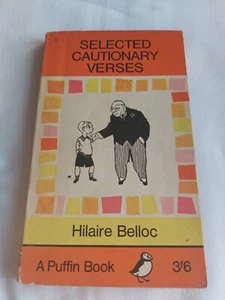 SELECTED
CAUTIONARY
VERSES
Hilaire Belloc
A Puffin Book 3/6